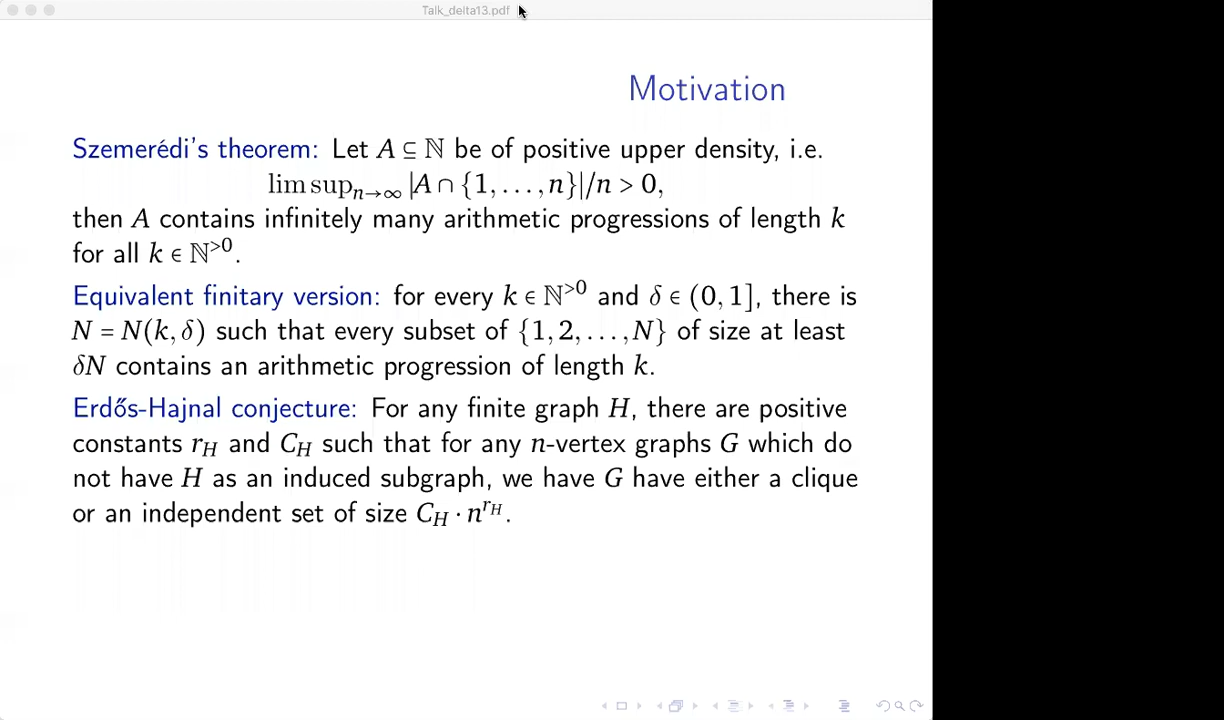 Talk_delta13.pdf
Motivation
Szemerédi's theorem: Let A ⊆ ℕ be of positive upper density, i.e.
lim sup_{n→∞} |A ∩ {1, . . . , n}|/n > 0,
then A contains infinitely many arithmetic progressions of length k
for all k ∈ ℕ^{>0}.
Equivalent finitary version: for every k ∈ ℕ^{>0} and δ ∈ (0, 1], there is
N = N(k, δ) such that every subset of {1, 2, . . . , N} of size at least
δN contains an arithmetic progression of length k.
Erdős-Hajnal conjecture: For any finite graph H, there are positive
constants r_H and C_H such that for any n-vertex graphs G which do
not have H as an induced subgraph, we have G have either a clique
or an independent set of size C_H · n^{r_H}.